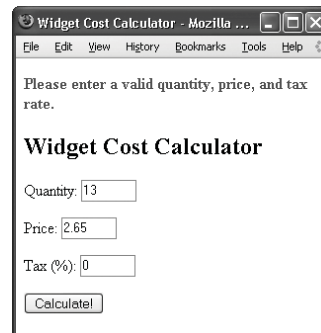 Widget Cost Calculator - Mozilla ...
File Edit View History Bookmarks Tools Help
Please enter a valid quantity, price, and tax
rate.
Widget Cost Calculator
Quantity: 13
Price: 2.65
Tax (%): 0
Calculate!